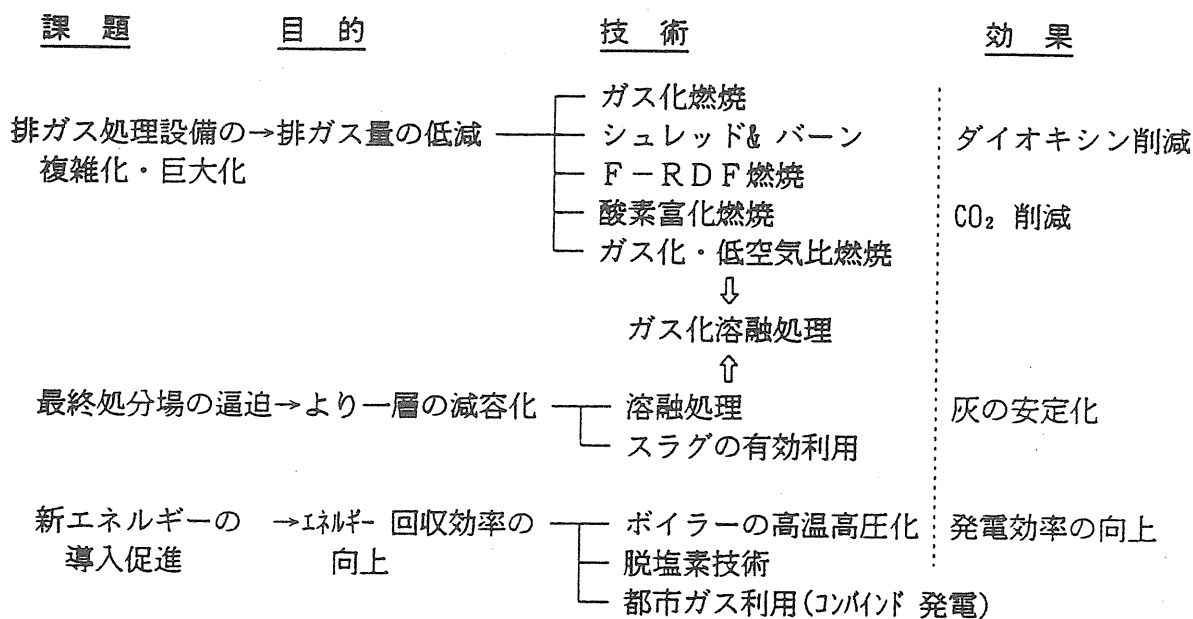 課 題 目 的 技 術 効 果
ガス化燃焼
排ガス処理設備の→排ガス量の低減 シュレッド& バーン ダイオキシン削減
複雑化・巨大化 F-RDF燃焼
酸素富化燃焼 CO₂ 削減
ガス化・低空気比燃焼
⇩
ガス化溶融処理
⇧
最終処分場の逼迫→より一層の減容化 溶融処理 灰の安定化
スラグの有効利用
新エネルギーの →エネルギー 回収効率の ボイラーの高温高圧化 発電効率の向上
導入促進 向上 脱塩素技術
都市ガス利用(コンバインド 発電)